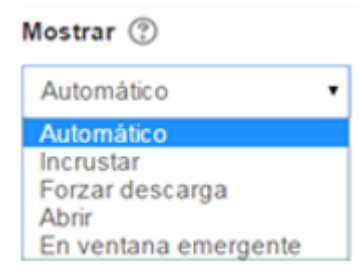 Mostrar ?
Automático
Automático
Incrustar
Forzar descarga
Abrir
En ventana emergente